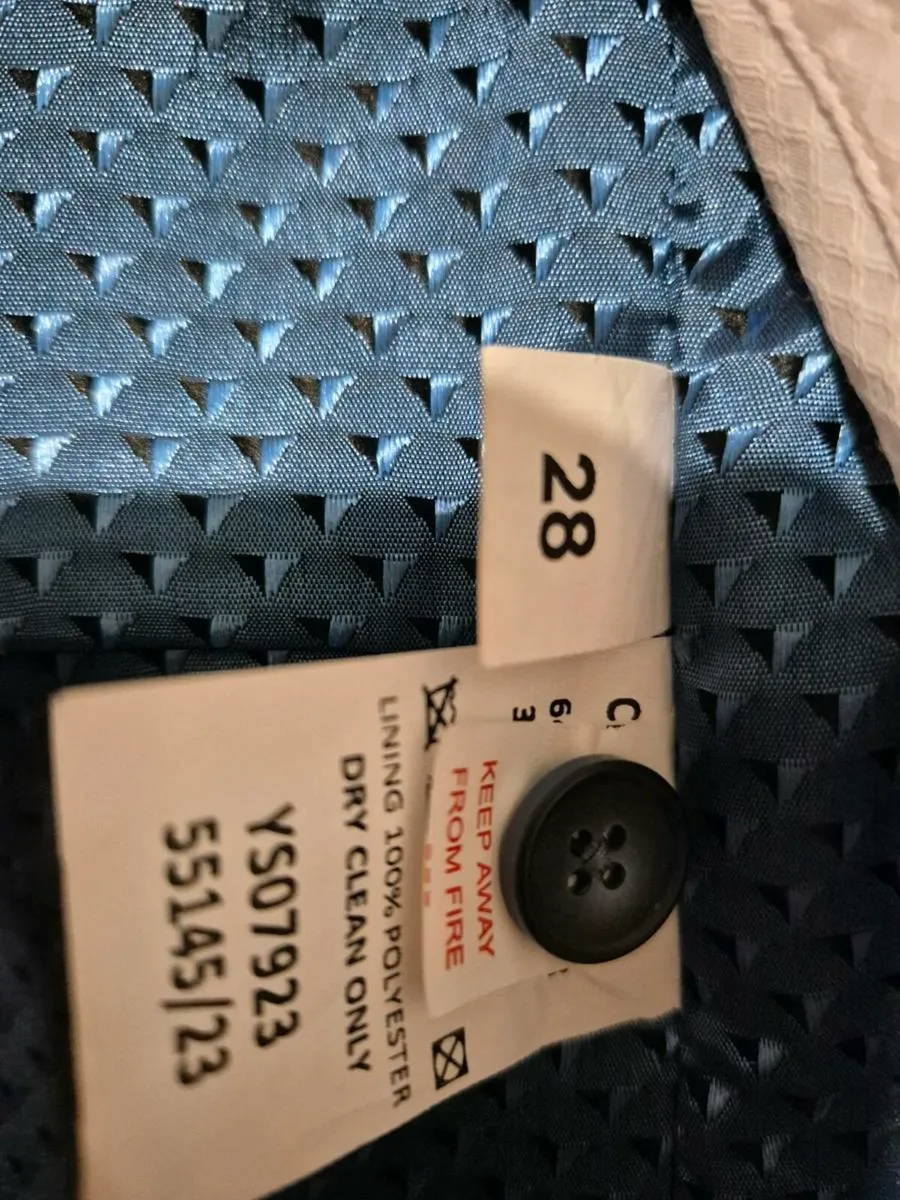 28
KEEP AWAY
FROM FIRE
LINING 100% POLYESTER
DRY CLEAN ONLY
YS07923
55145/23